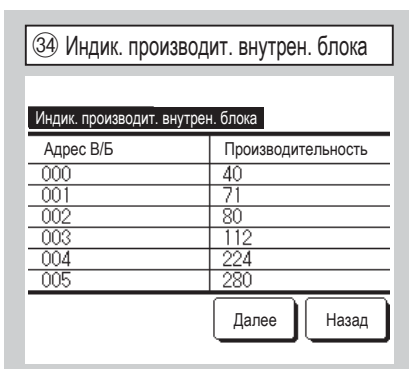 34 Индик. производит. внутрен. блока
Индик. производит. внутрен. блока
Адрес В/Б Производительность
000 40
001 71
002 80
003 112
004 224
005 280
Далее Назад